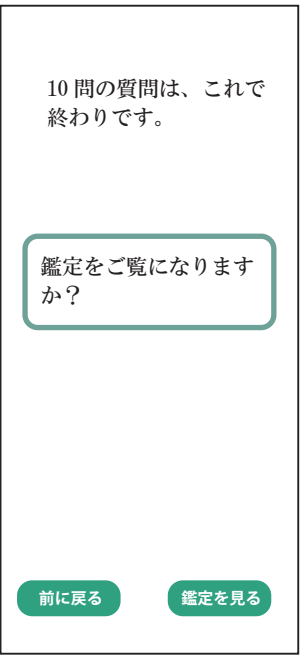 10 問の質問は、これで
終わりです。
鑑定をご覧になります
か？
前に戻る
鑑定を見る